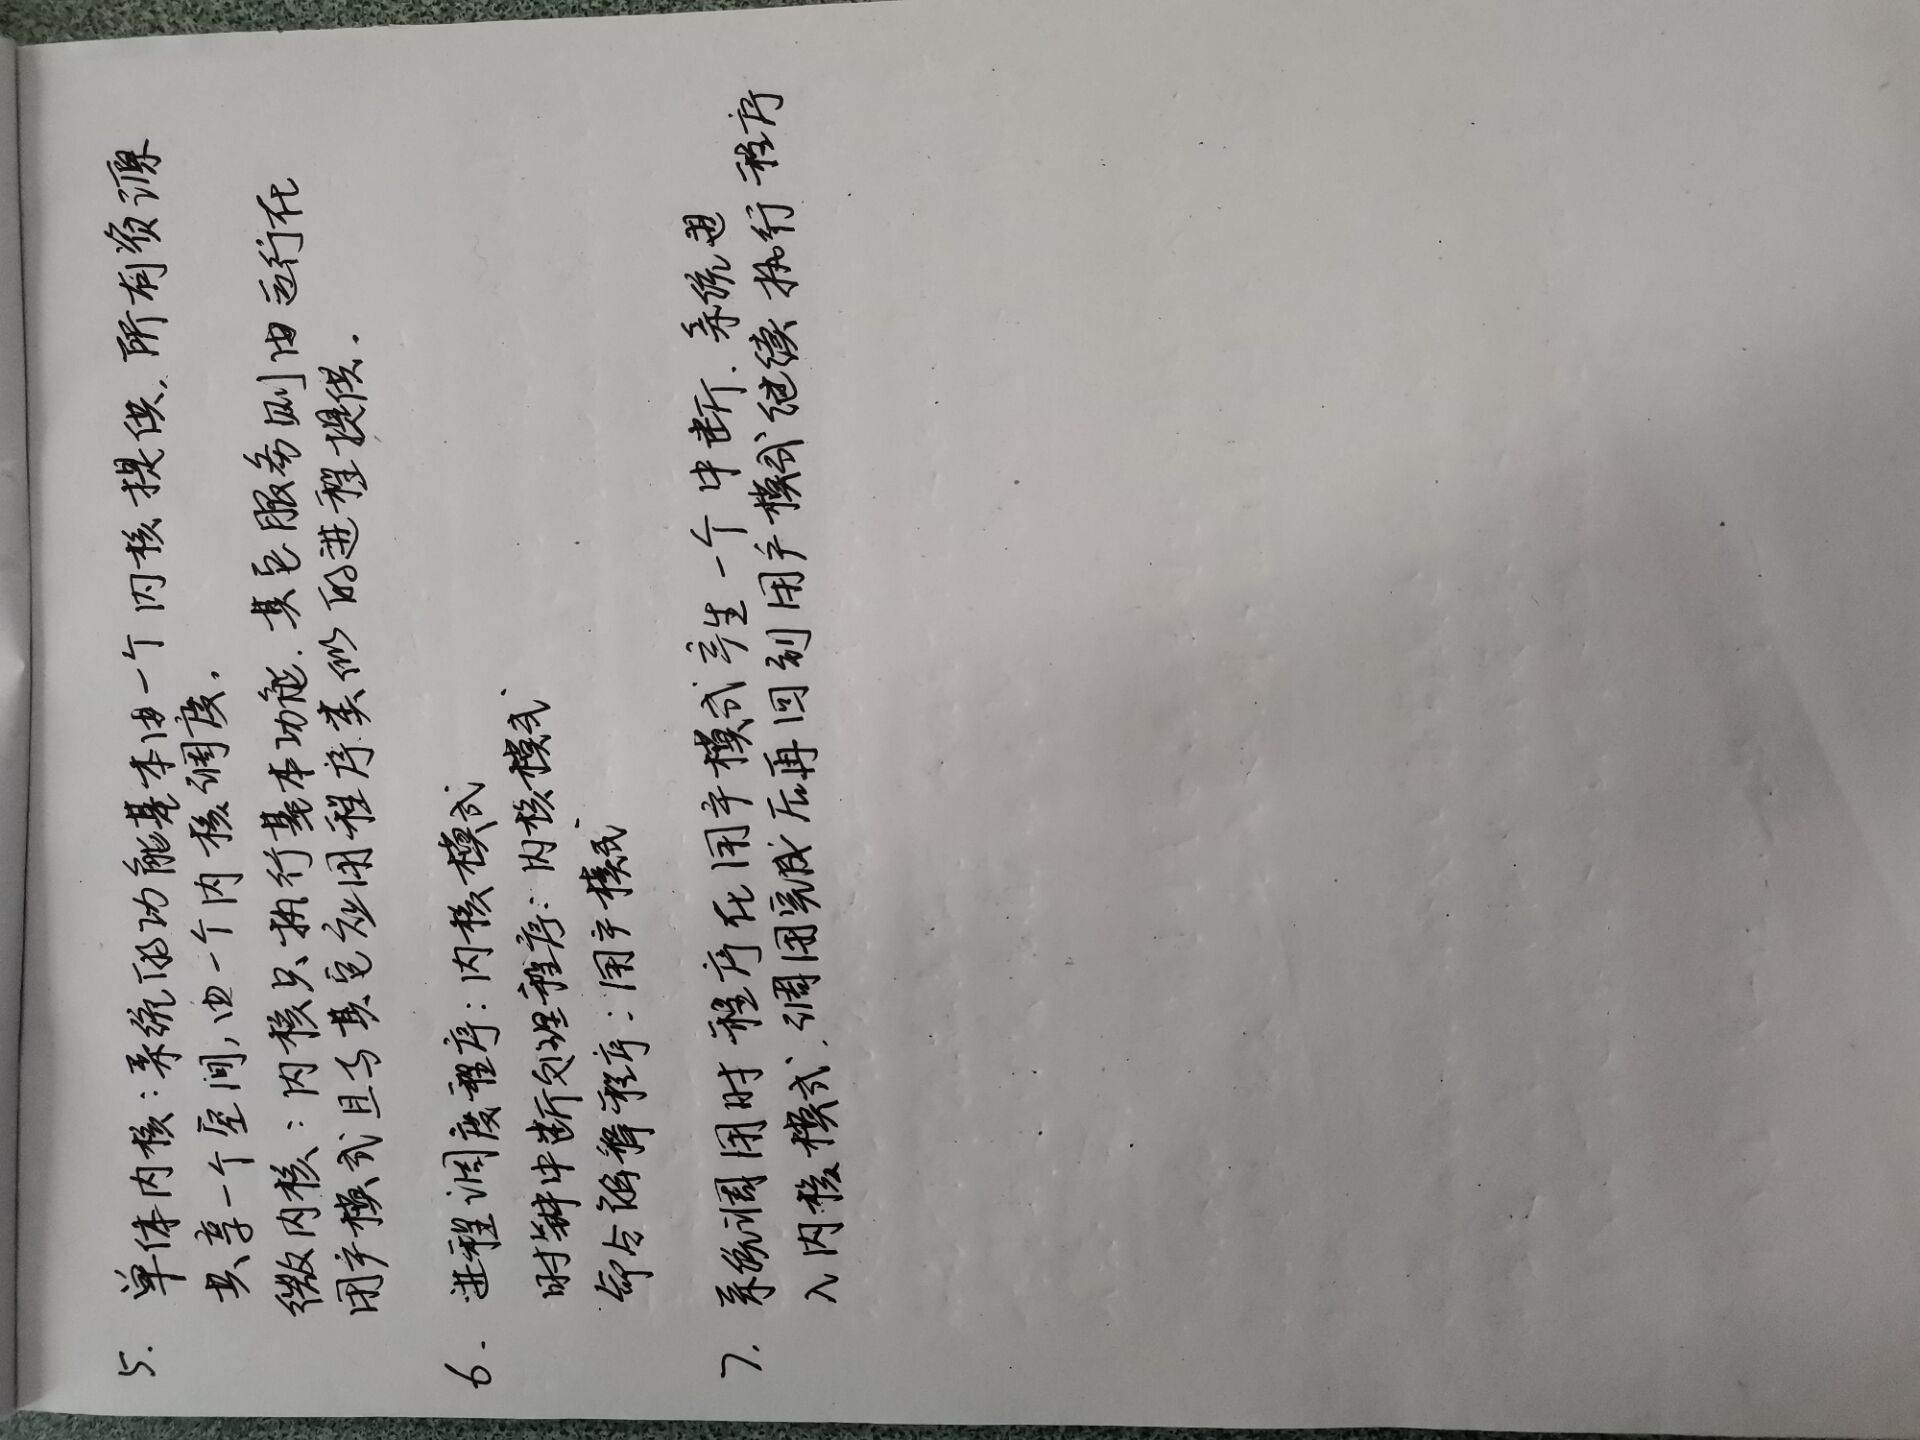 5. 单体内核：系统的功能基本由一个内核提供，所有资源
共享一个空间，由一个内核调度。
微内核：内核只执行基本功能，其它服务则由运行在
用户模式且与其它应用程序类似的进程提供。
6. 进程调度程序：内核模式
时钟中断处理程序：内核模式
命令解释程序：用户模式
7. 系统调用时程序在用户模式产生一个中断，系统进
入内核模式，调用完成后再回到用户模式继续执行程序